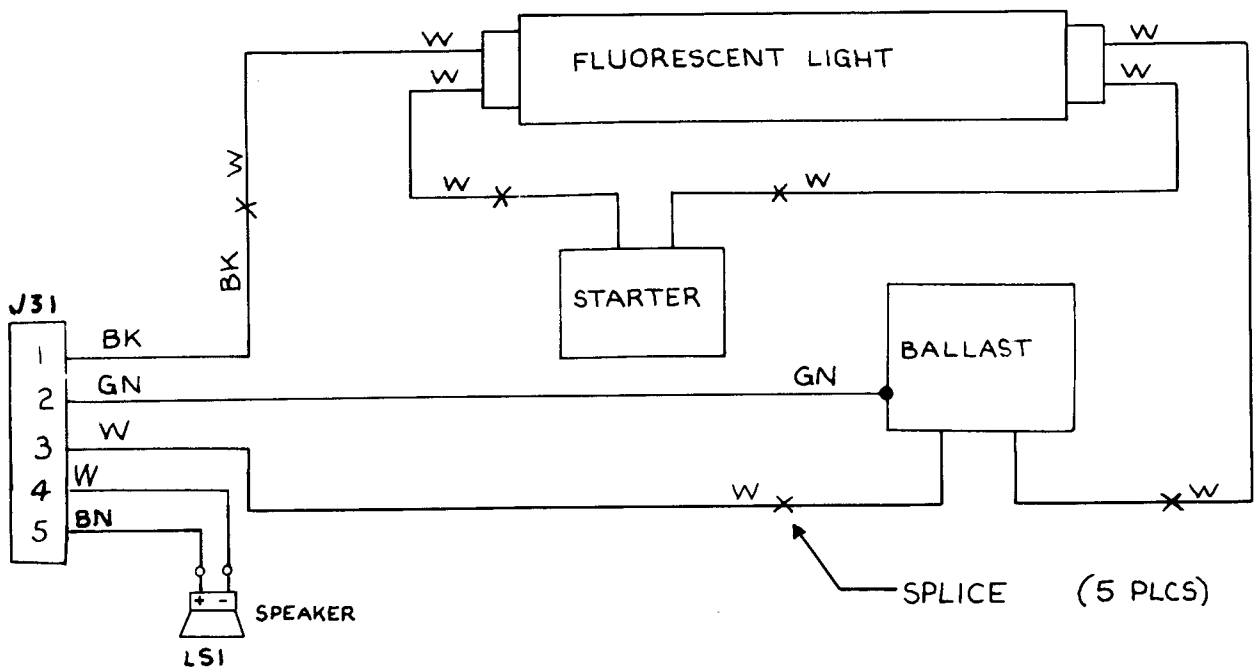 W
FLUORESCENT LIGHT
W
W
W
W
W
W
BK
STARTER
BALLAST
J31
1
BK
2
GN
GN
3
W
4
W
5
BN
W
W
SPLICE (5 PLCS)
+ -
SPEAKER
LS1